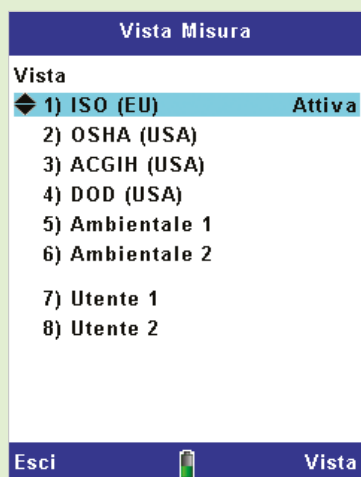 Vista Misura
Vista
1) ISO (EU) Attiva
2) OSHA (USA)
3) ACGIH (USA)
4) DOD (USA)
5) Ambientale 1
6) Ambientale 2
7) Utente 1
8) Utente 2
Esci Vista